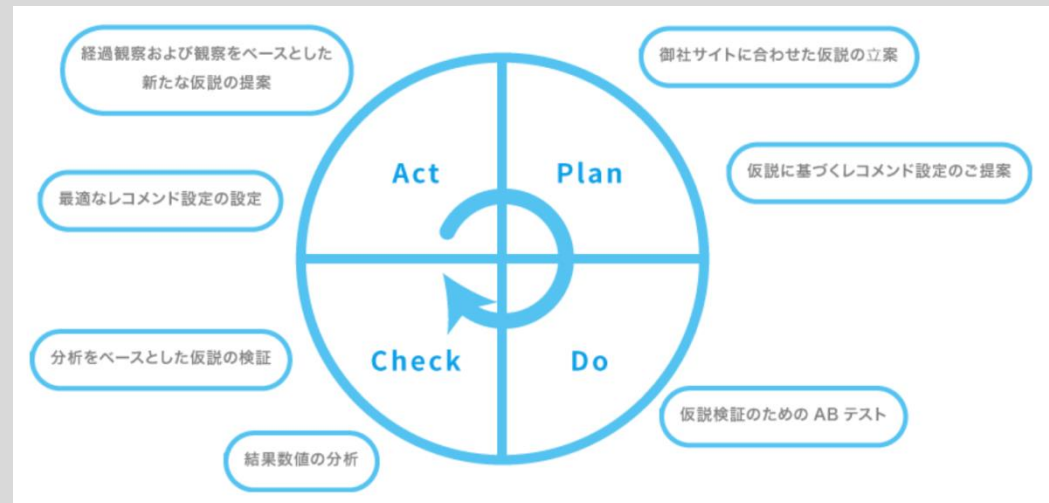 経過観察および観察をベースとした
新たな仮説の提案
御社サイトに合わせた仮説の立案
Act
Plan
仮説に基づくレコメンド設定のご提案
最適なレコメンド設定の設定
分析をベースとした仮説の検証
Check
Do
仮説検証のための AB テスト
結果数値の分析